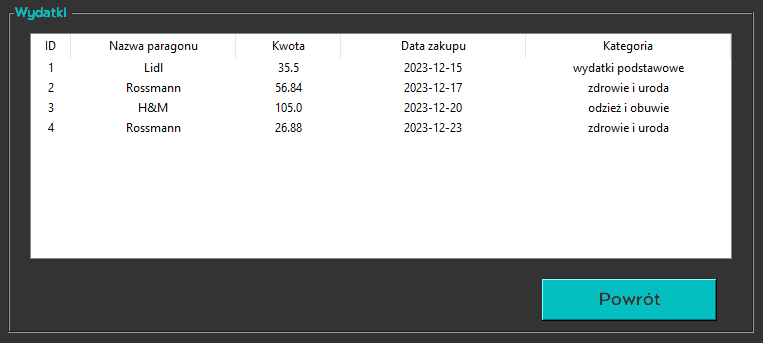 Wydatki
ID Nazwa paragonu Kwota Data zakupu Kategoria
1 Lidl 35.5 2023-12-15 wydatki podstawowe
2 Rossmann 56.84 2023-12-17 zdrowie i uroda
3 H&M 105.0 2023-12-20 odzież i obuwie
4 Rossmann 26.88 2023-12-23 zdrowie i uroda
Powrót